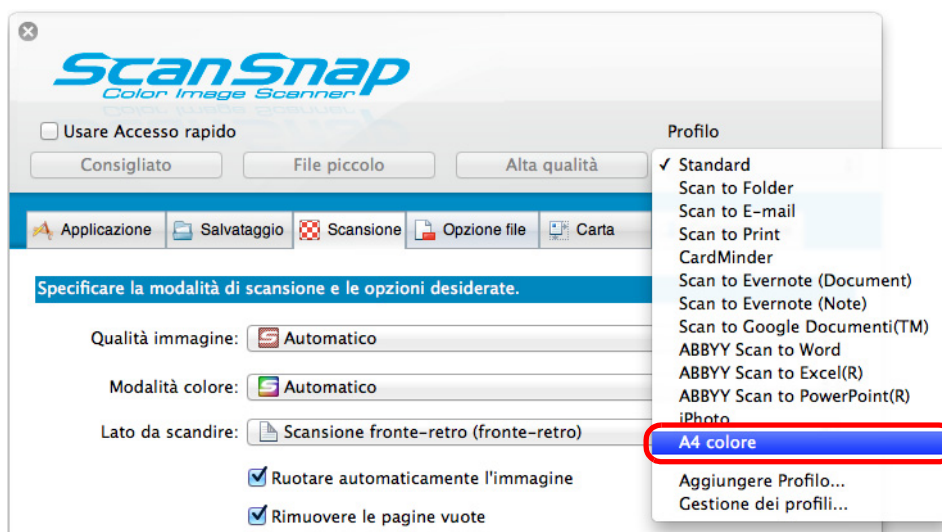 ScanSnap
Color Image Scanner
Usare Accesso rapido
Profilo
Consigliato
File piccolo
Alta qualità
✓ Standard
Scan to Folder
Scan to E-mail
Scan to Print
CardMinder
Scan to Evernote (Document)
Scan to Evernote (Note)
Scan to Google Documenti(TM)
ABBYY Scan to Word
ABBYY Scan to Excel(R)
ABBYY Scan to PowerPoint(R)
iPhoto
A4 colore
Aggiungere Profilo...
Gestione dei profili...
Applicazione
Salvataggio
Scansione
Opzione file
Carta
Specificare la modalità di scansione e le opzioni desiderate.
Qualità immagine: Automatico
Modalità colore: Automatico
Lato da scandire: Scansione fronte-retro (fronte-retro)
Ruotare automaticamente l'immagine
Rimuovere le pagine vuote